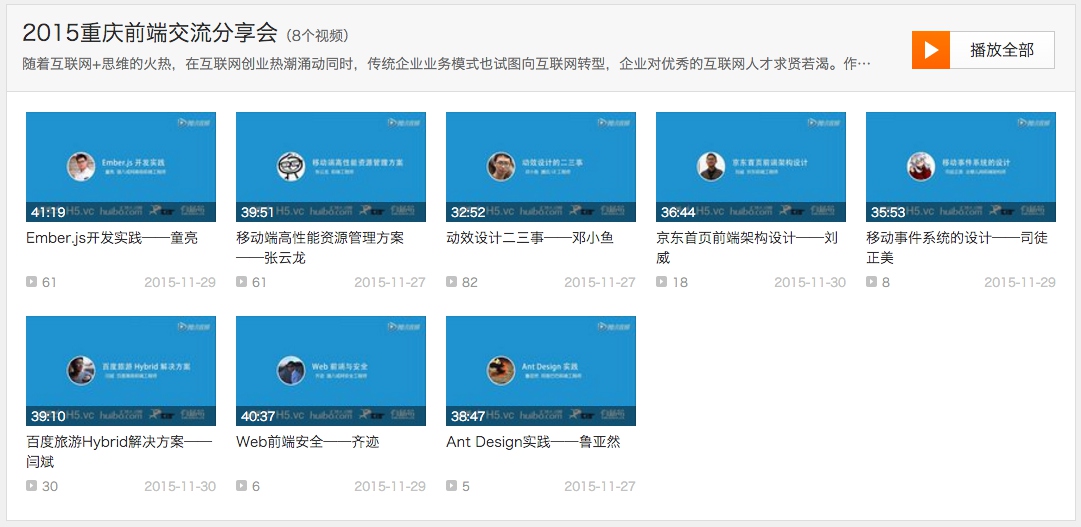 2015重庆前端交流分享会（8个视频）
随着互联网+思维的火热，在互联网创业热潮涌动同时，传统企业业务模式也试图向互联网转型，企业对优秀的互联网人才求贤若渴。作…
播放全部
Ember.js 开发实践
41:19
H5.vc huibo.com
Ember.js开发实践——童亮
61
2015-11-29
移动端高性能资源管理方案
39:51
H5.vc huibo.com
移动端高性能资源管理方案
——张云龙
61
2015-11-27
动效设计的二三事
32:52
H5.vc huibo.com
动效设计二三事——邓小鱼
82
2015-11-27
京东首页前端架构设计
36:44
H5.vc huibo.com
京东首页前端架构设计——刘
威
18
2015-11-30
移动事件系统的设计
35:53
H5.vc huibo.com
移动事件系统的设计——司徒
正美
8
2015-11-29
百度旅游 Hybrid 解决方案
39:10
H5.vc huibo.com
百度旅游Hybrid解决方案——
闫斌
30
2015-11-30
Web 前端与安全
40:37
H5.vc huibo.com
Web前端安全——齐迹
6
2015-11-29
Ant Design 实践
38:47
H5.vc huibo.com
Ant Design实践——鲁亚然
5
2015-11-27